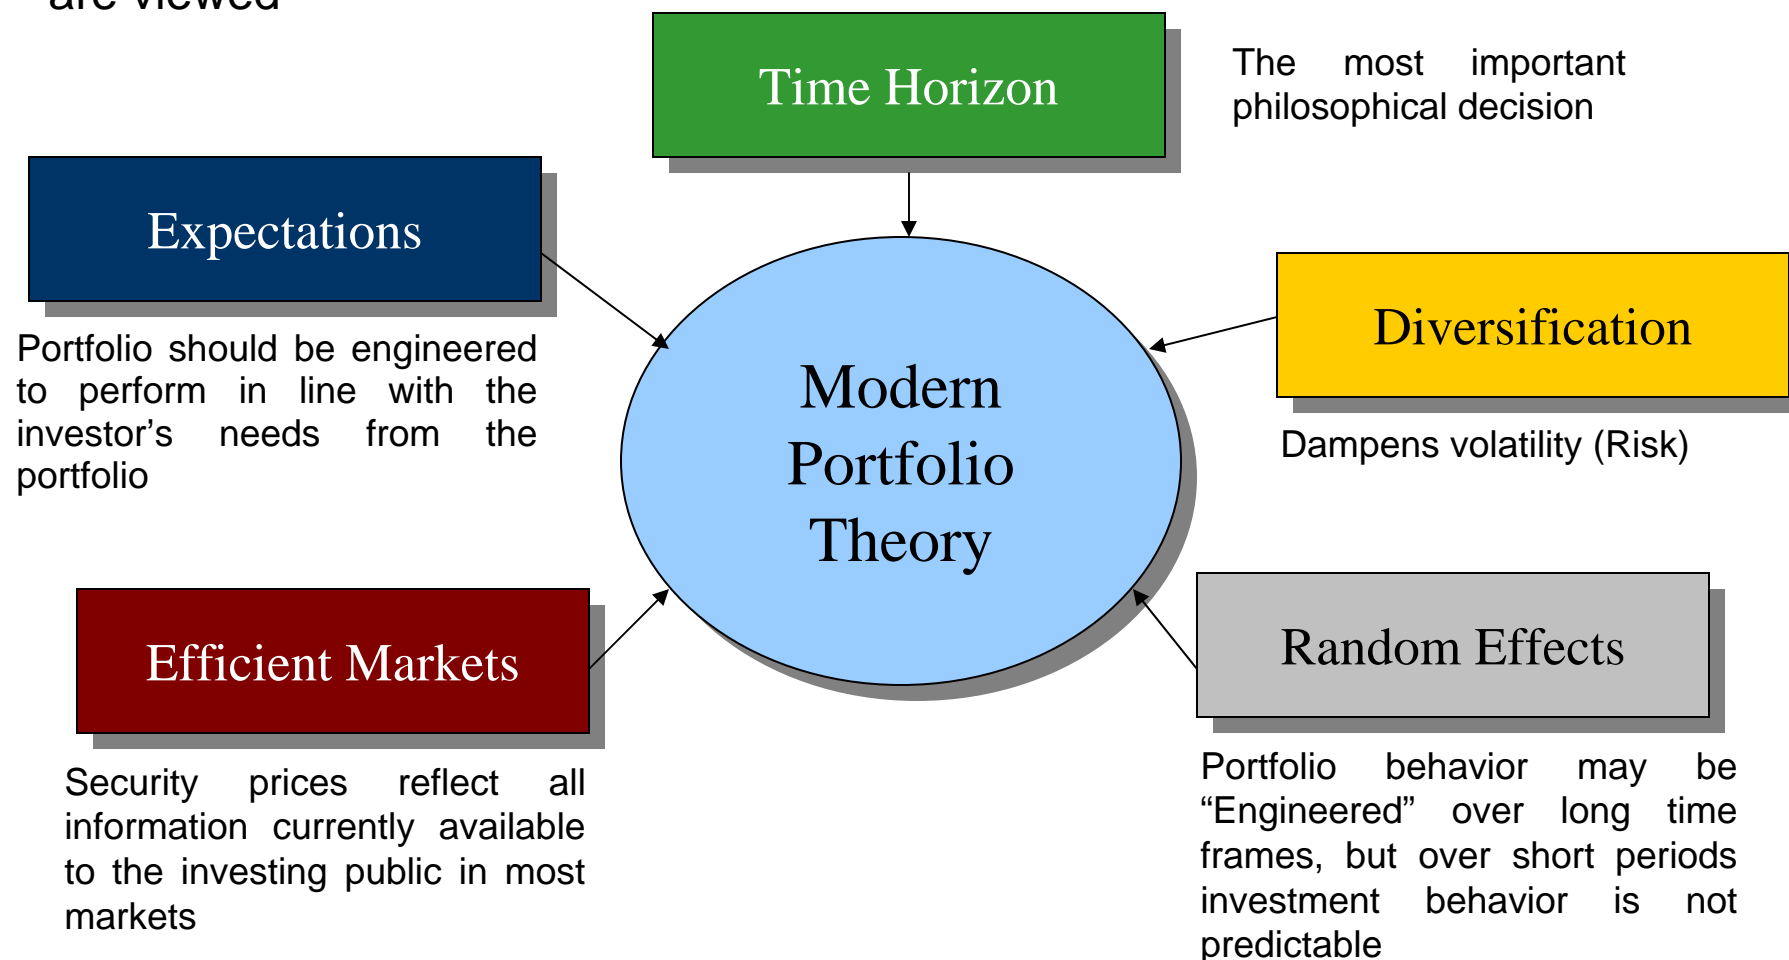 are viewed
Time Horizon
The most important
philosophical decision
Expectations
Portfolio should be engineered
to perform in line with the
investor’s needs from the
portfolio
Diversification
Dampens volatility (Risk)
Modern
Portfolio
Theory
Efficient Markets
Security prices reflect all
information currently available
to the investing public in most
markets
Random Effects
Portfolio behavior may be
“Engineered” over long time
frames, but over short periods
investment behavior is not
predictable